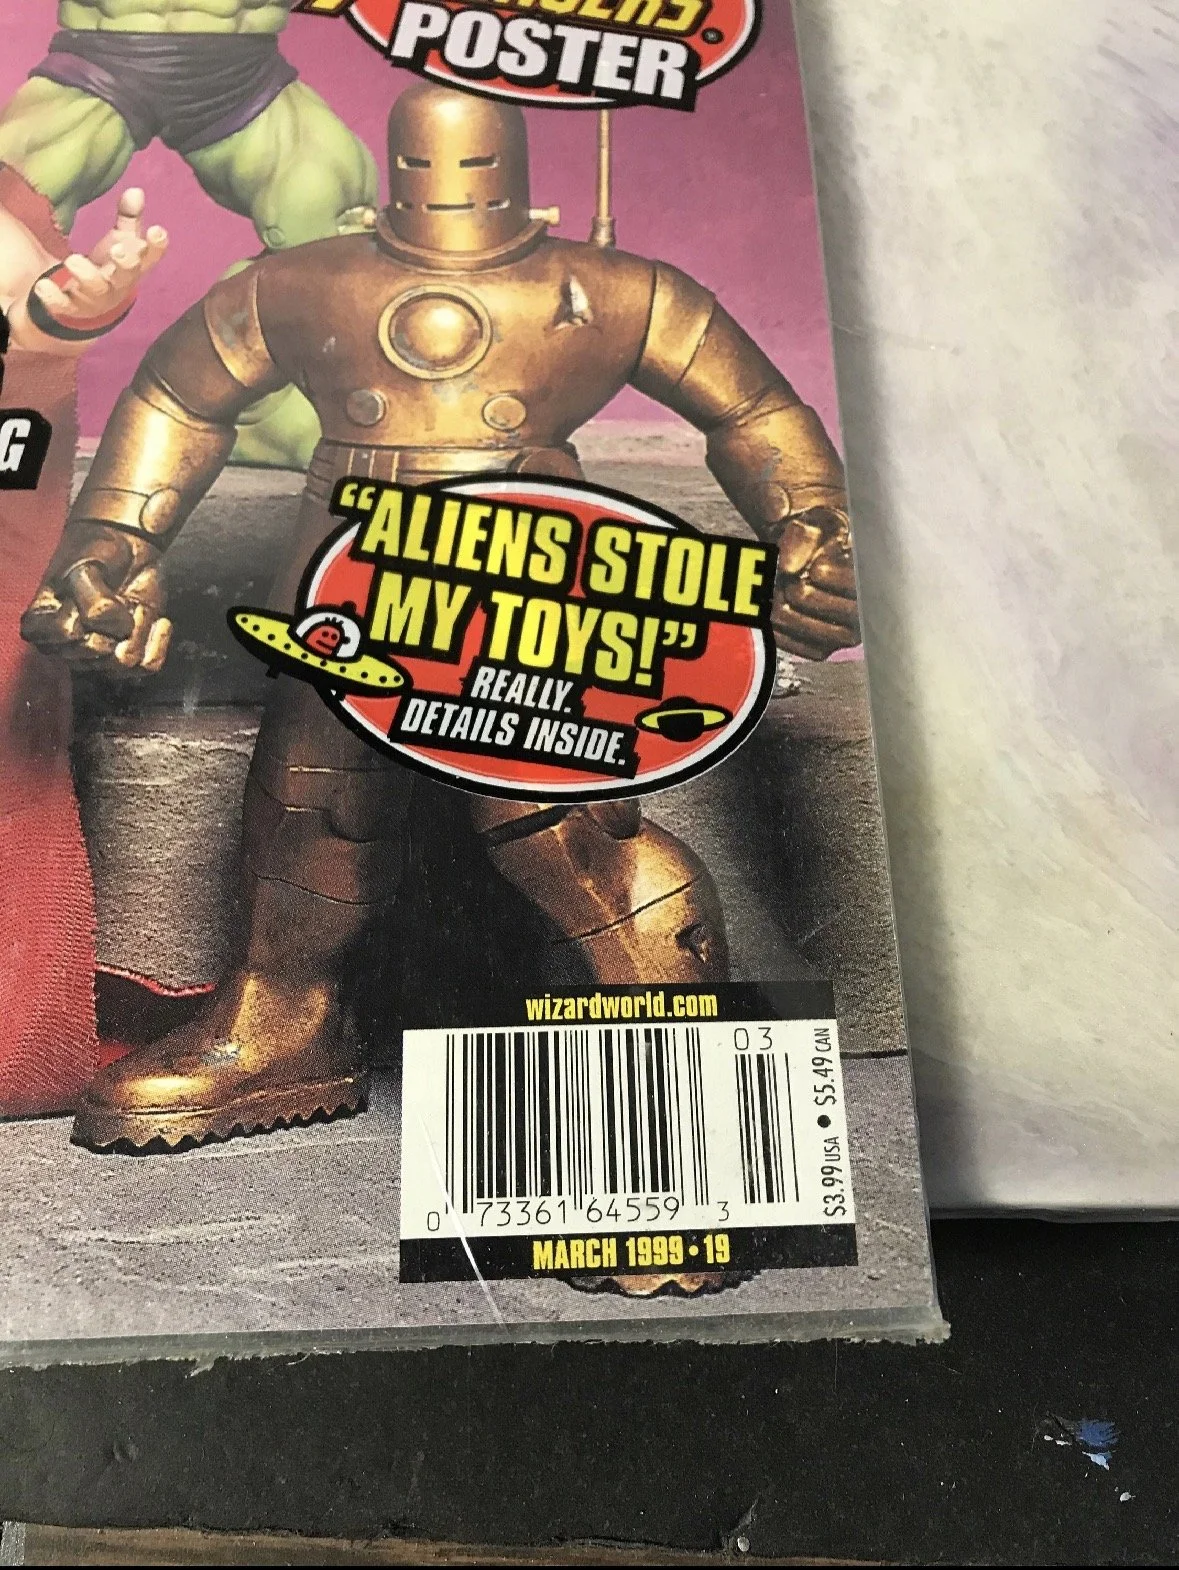 POSTER
G
"ALIENS STOLE
MY TOYS!"
REALLY.
DETAILS INSIDE.
wizardworld.com
03
$3.99 USA • $5.49 CAN
0 73361 64559 3
MARCH 1999 • 19